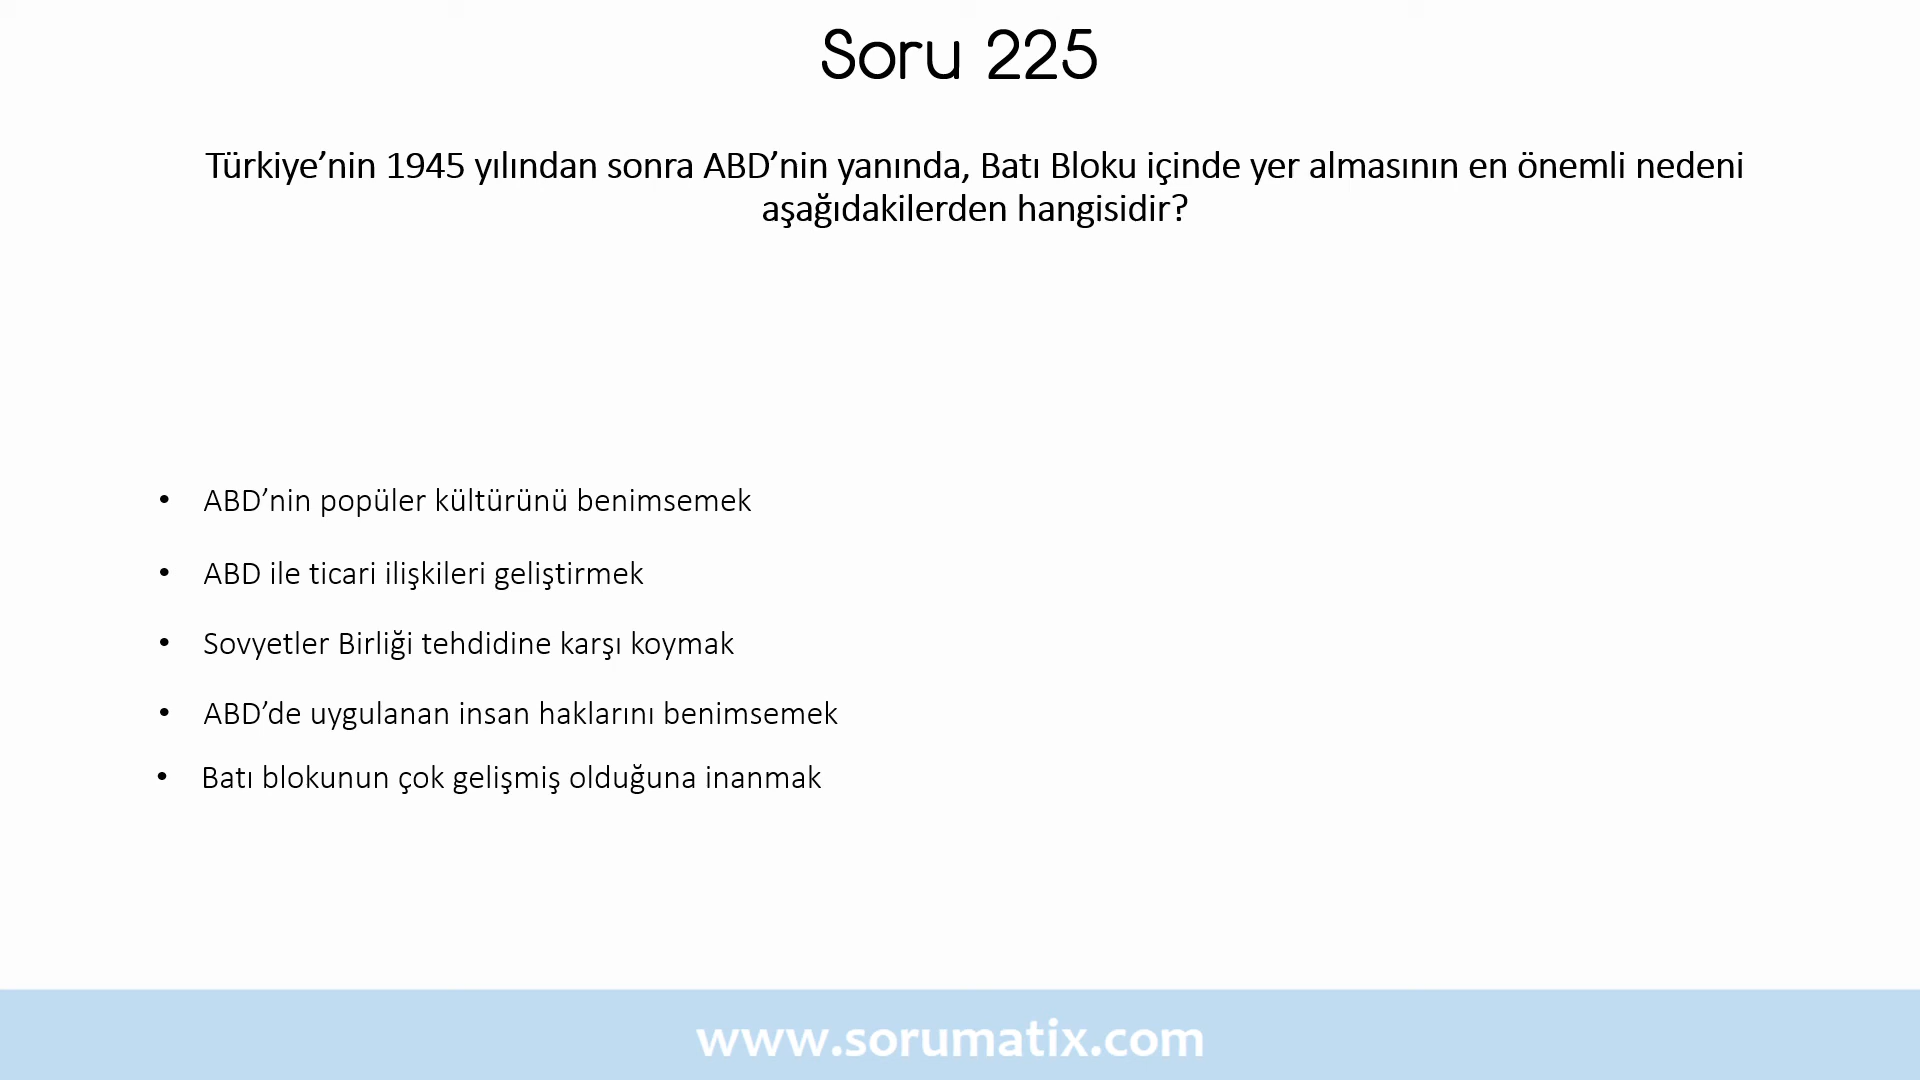 Soru 225
Türkiye’nin 1945 yılından sonra ABD’nin yanında, Batı Bloku içinde yer almasının en önemli nedeni
aşağıdakilerden hangisidir?
• ABD’nin popüler kültürünü benimsemek
• ABD ile ticari ilişkileri geliştirmek
• Sovyetler Birliği tehdidine karşı koymak
• ABD’de uygulanan insan haklarını benimsemek
• Batı blokunun çok gelişmiş olduğuna inanmak
www.sorumatix.com